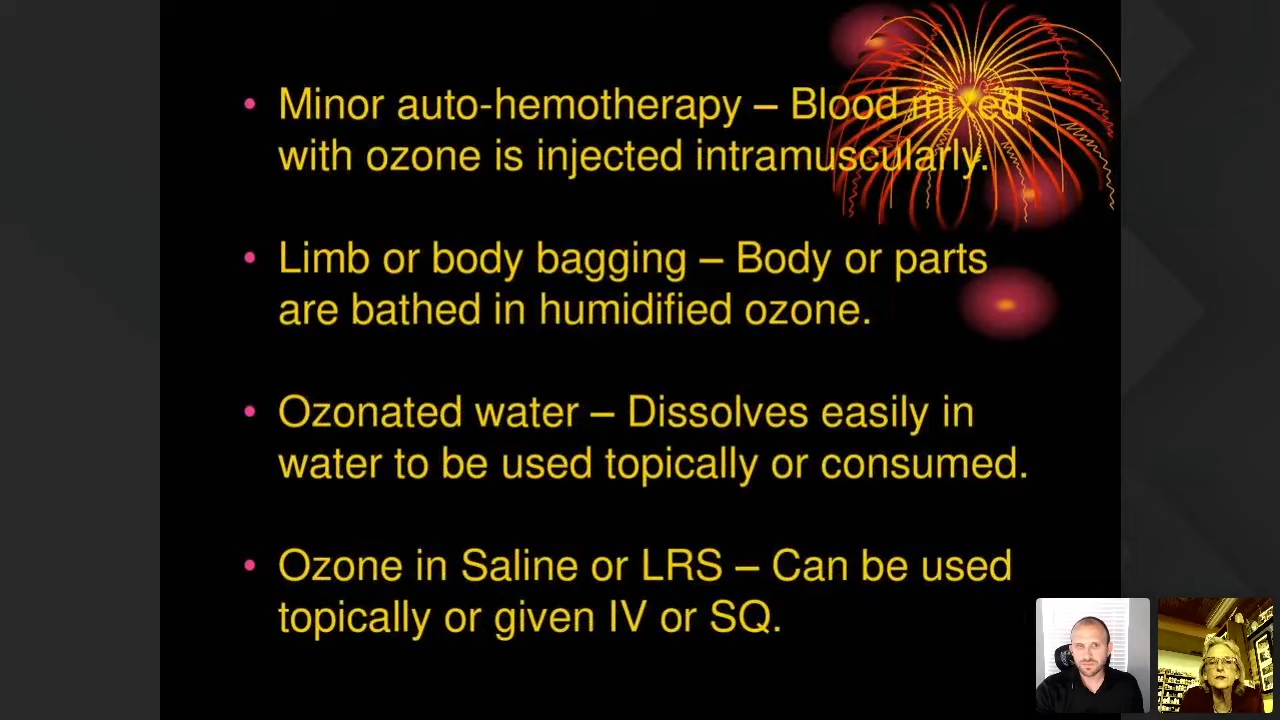 • Minor auto-hemotherapy – Blood mixed
with ozone is injected intramuscularly.
• Limb or body bagging – Body or parts
are bathed in humidified ozone.
• Ozonated water – Dissolves easily in
water to be used topically or consumed.
• Ozone in Saline or LRS – Can be used
topically or given IV or SQ.